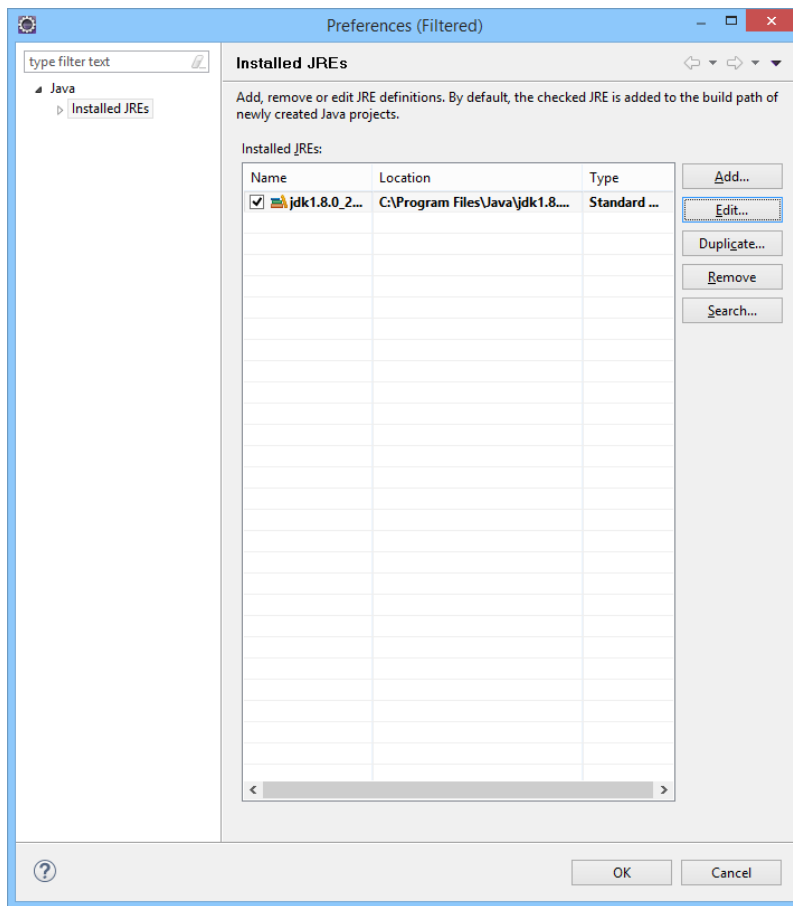 Preferences (Filtered)
type filter text
Java
Installed JREs
Installed JREs
Add, remove or edit JRE definitions. By default, the checked JRE is added to the build path of
newly created Java projects.
Installed JREs:
Name Location Type
jdk1.8.0_2... C:\Program Files\Java\jdk1.8.... Standard ...
Add...
Edit...
Duplicate...
Remove
Search...
OK Cancel